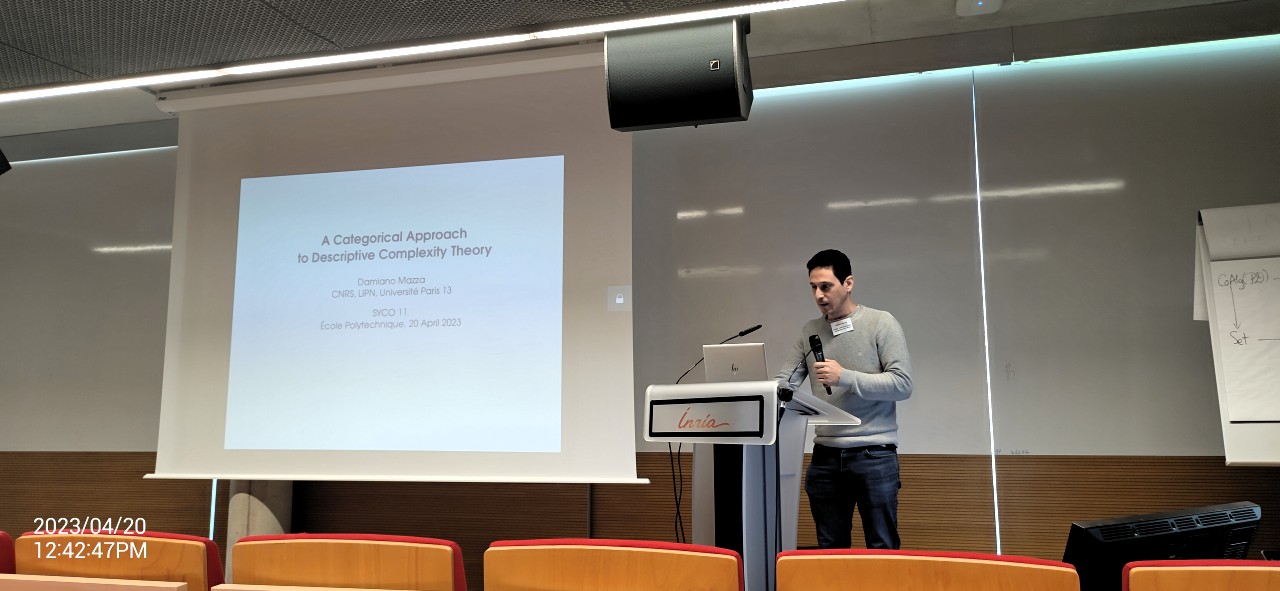 A Categorical Approach
to Descriptive Complexity Theory
Damiano Mazza
CNRS, LIPN, Université Paris 13
SYCO 11
École Polytechnique, 20 April 2023
hp
Inria
Set
2023/04/20
12:42:47PM